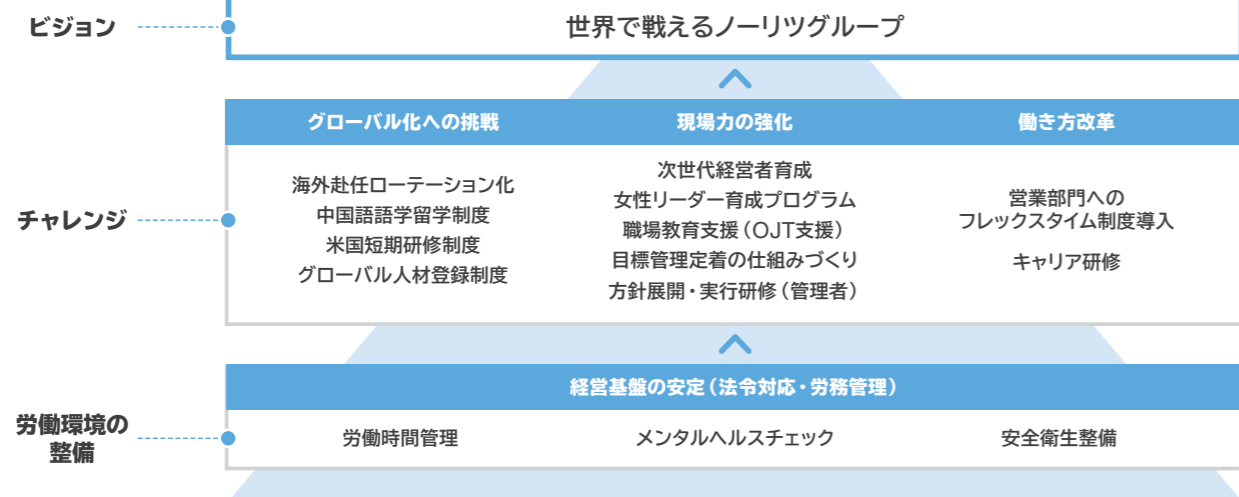 ビジョン
世界で戦えるノーリツグループ
チャレンジ
グローバル化への挑戦
海外赴任ローテーション化
中国語語学留学制度
米国短期研修制度
グローバル人材登録制度
現場力の強化
次世代経営者育成
女性リーダー育成プログラム
職場教育支援(OJT支援)
目標管理定着の仕組みづくり
方針展開・実行研修(管理者)
働き方改革
営業部門への
フレックスタイム制度導入
キャリア研修
労働環境の
整備
経営基盤の安定(法令対応・労務管理)
労働時間管理
メンタルヘルスチェック
安全衛生整備